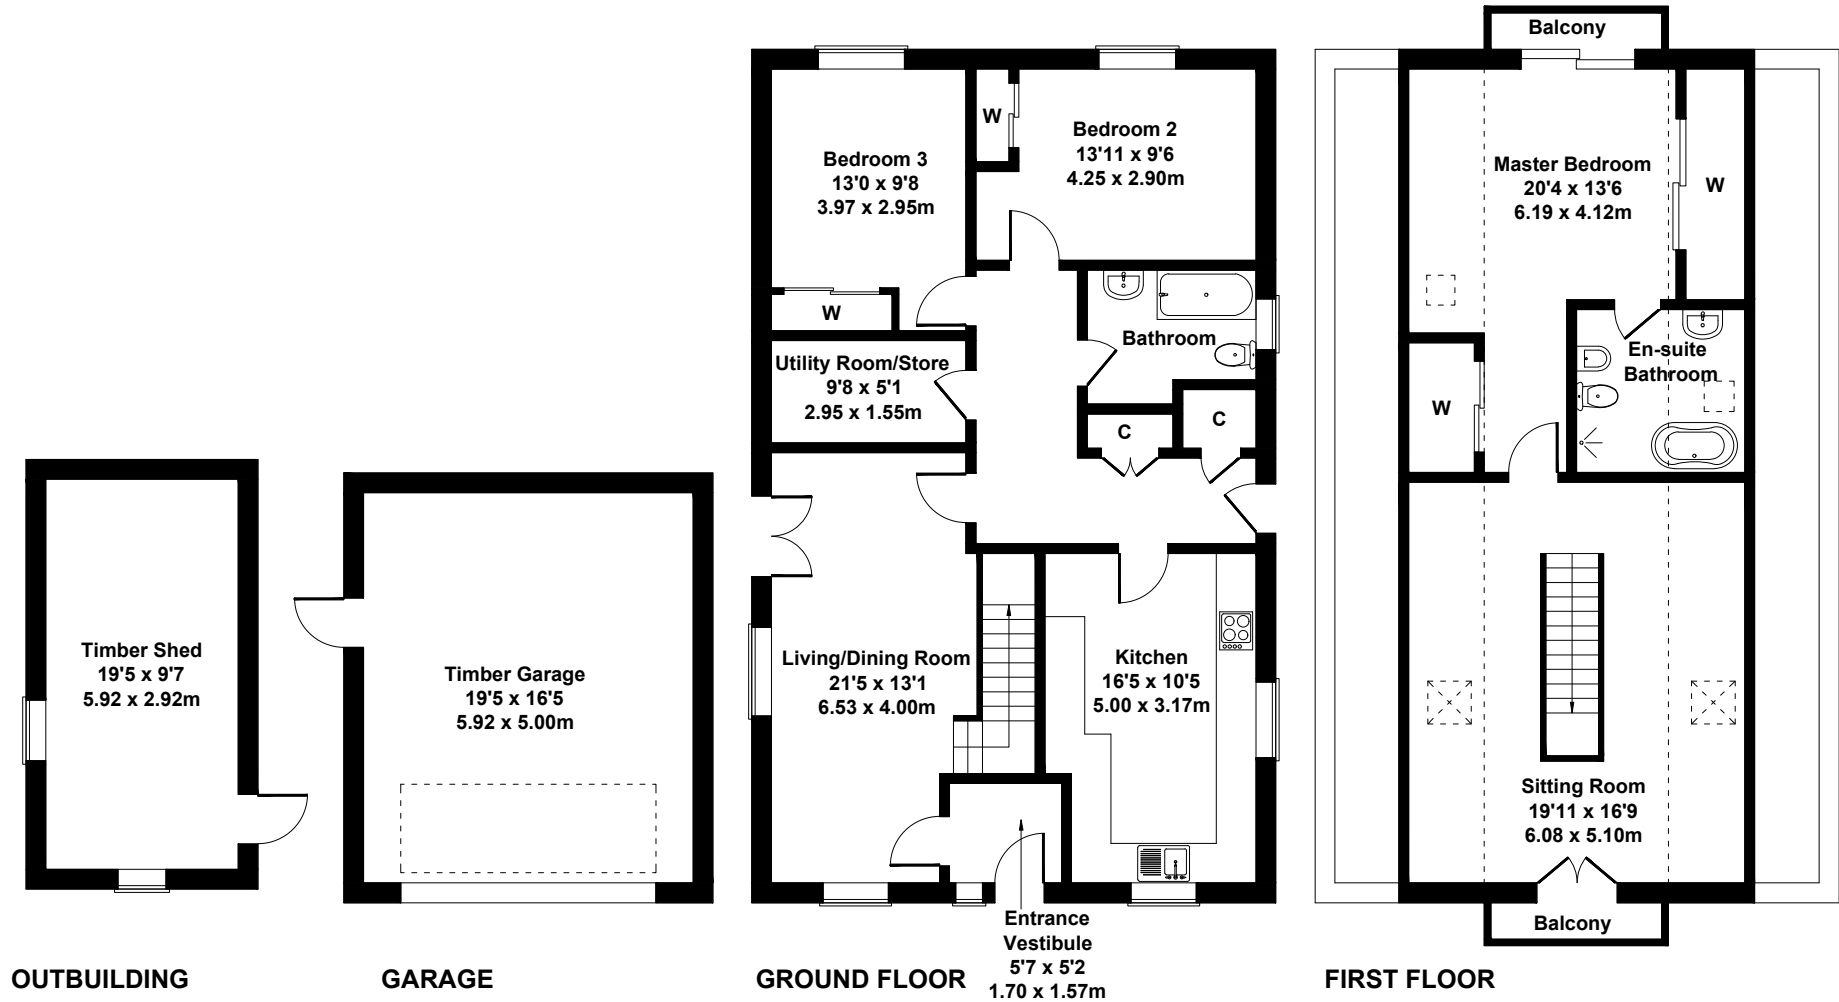 Balcony
W
Bedroom 2
13'11 x 9'6
4.25 x 2.90m
Bedroom 3
13'0 x 9'8
3.97 x 2.95m
W
Master Bedroom
20'4 x 13'6
6.19 x 4.12m
W
Bathroom
Utility Room/Store
9'8 x 5'1
2.95 x 1.55m
En-suite
Bathroom
W
C
C
Timber Shed
19'5 x 9'7
5.92 x 2.92m
Timber Garage
19'5 x 16'5
5.92 x 5.00m
Living/Dining Room
21'5 x 13'1
6.53 x 4.00m
Kitchen
16'5 x 10'5
5.00 x 3.17m
Sitting Room
19'11 x 16'9
6.08 x 5.10m
Entrance
Vestibule
5'7 x 5'2
1.70 x 1.57m
Balcony
OUTBUILDING
GARAGE
GROUND FLOOR
FIRST FLOOR